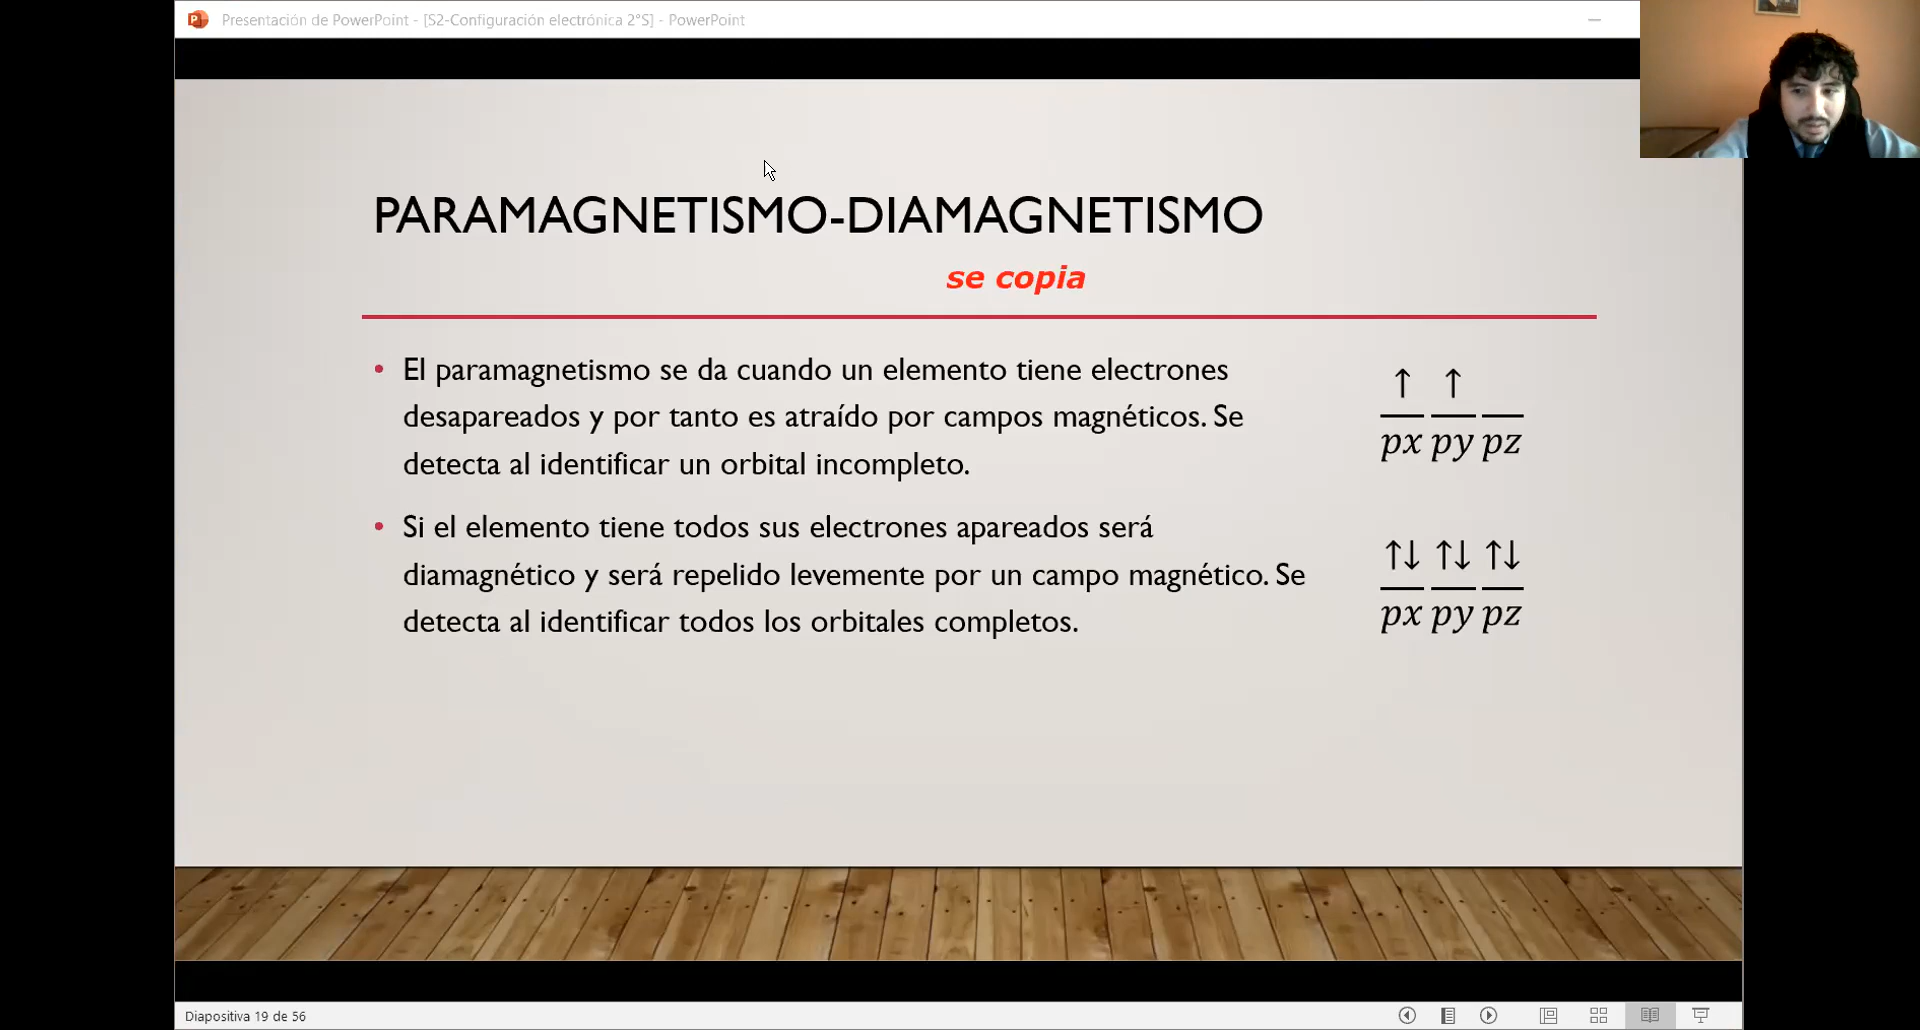 Presentación de PowerPoint - [S2-Configuración electrónica 2°S] - PowerPoint
PARAMAGNETISMO-DIAMAGNETISMO
se copia
• El paramagnetismo se da cuando un elemento tiene electrones
desapareados y por tanto es atraído por campos magnéticos. Se
detecta al identificar un orbital incompleto.
↑ ↑
px py pz
• Si el elemento tiene todos sus electrones apareados será
diamagnético y será repelido levemente por un campo magnético. Se
detecta al identificar todos los orbitales completos.
↑↓ ↑↓ ↑↓
px py pz
Diapositiva 19 de 56